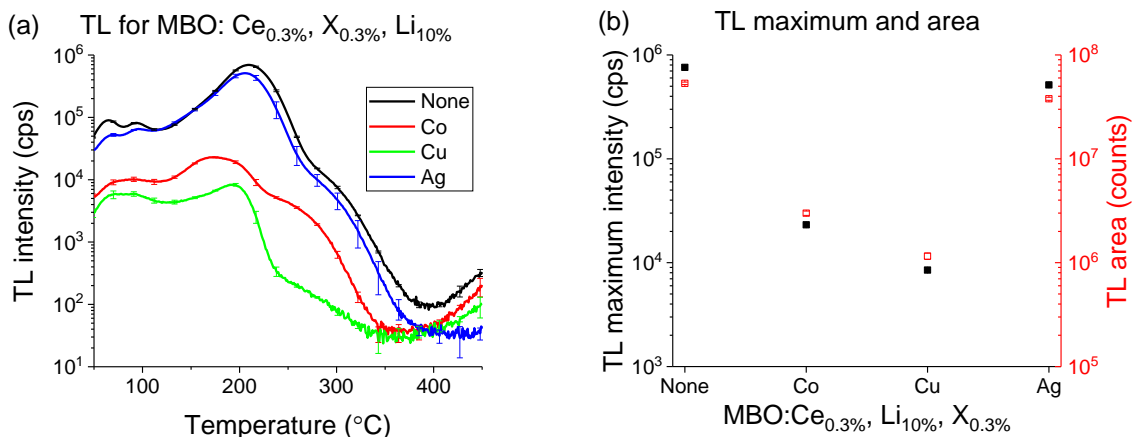 (a) TL for MBO: Ce0.3%, X0.3%, Li10%
10^6
10^5
10^4
10^3
10^2
10^1
TL intensity (cps)
None
Co
Cu
Ag
100 200 300 400
Temperature (°C)
(b) TL maximum and area
10^6
10^5
10^4
10^3
TL maximum intensity (cps)
10^8
10^7
10^6
10^5
TL area (counts)
None Co Cu Ag
MBO:Ce0.3%, Li10%, X0.3%